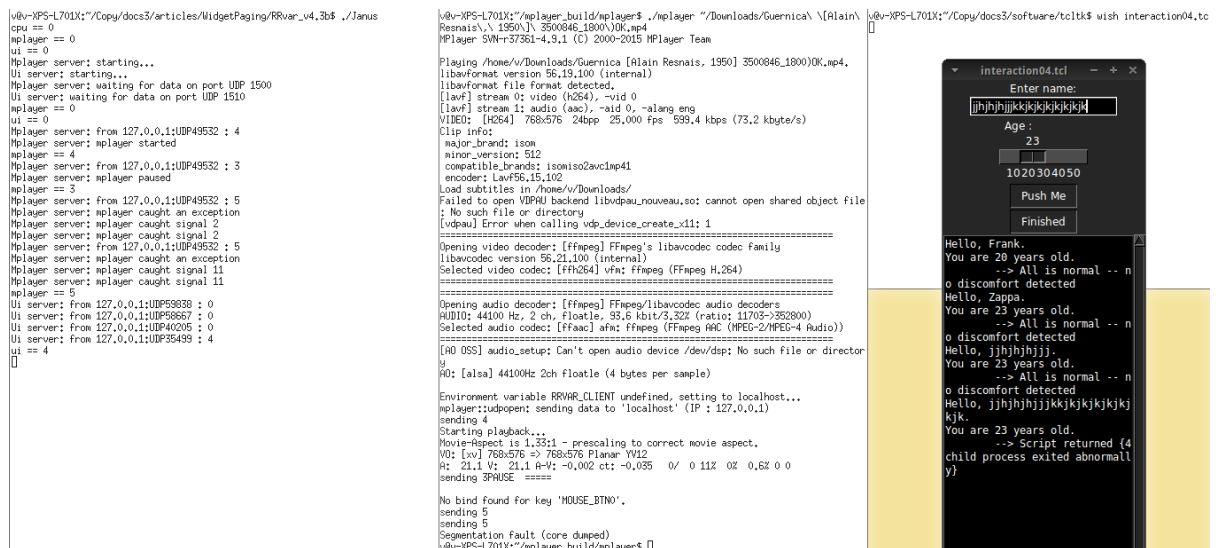 v@v-XPS-L701X:~/Copy/docs3/articles/WidgetPaging/RRvar_v4.3b$ ./Janus
cpu == 0
mplayer == 0
ui == 0
Mplayer server: starting...
Ui server: starting...
Mplayer server: waiting for data on port UDP 1500
Ui server: waiting for data on port UDP 1510
mplayer == 0
ui == 0
Mplayer server: from 127.0.0.1:UDP49532 : 4
Mplayer server: mplayer started
mplayer == 4
Mplayer server: from 127.0.0.1:UDP49532 : 3
Mplayer server: mplayer paused
mplayer == 3
Mplayer server: from 127.0.0.1:UDP49532 : 5
Mplayer server: mplayer caught an exception
Mplayer server: mplayer caught signal 2
Mplayer server: mplayer caught signal 2
Mplayer server: from 127.0.0.1:UDP49532 : 5
Mplayer server: mplayer caught an exception
Mplayer server: mplayer caught signal 11
Mplayer server: mplayer caught signal 11
mplayer == 5
Ui server: from 127.0.0.1:UDP59838 : 0
Ui server: from 127.0.0.1:UDP58667 : 0
Ui server: from 127.0.0.1:UDP40205 : 0
Ui server: from 127.0.0.1:UDP35499 : 4
ui == 4
v@v-XPS-L701X:~/mplayer_build/mplayer$ ./mplayer ~/Downloads/Guernica\ \[Alain\
Resnais\,\ 1950\]\ 3500846_1800\)OK.mp4
MPlayer SVN-r37361-4.9.1 (C) 2000-2015 MPlayer Team

Playing /home/v/Downloads/Guernica [Alain Resnais, 1950] 3500846_1800)OK.mp4.
libavformat version 56.19.100 (internal)
libavformat file format detected.
[lavf] stream 0: video (h264), -vid 0
[lavf] stream 1: audio (aac), -aid 0, -alang eng
VIDEO:  [H264]  768x576  24bpp  25.000 fps  599.4 kbps (73.2 kbyte/s)
Clip info:
 major_brand: isom
 minor_version: 512
 compatible_brands: isomiso2avc1mp41
 encoder: Lavf56.15.102
Load subtitles in /home/v/Downloads/
Failed to open VDPAU backend libvdpau_nouveau.so: cannot open shared object file
: No such file or directory
[vdpau] Error when calling vdp_device_create_x11: 1
==========================================================================
Opening video decoder: [ffmpeg] FFmpeg's libavcodec codec family
libavcodec version 56.21.100 (internal)
Selected video codec: [ffh264] vfm: ffmpeg (FFmpeg H.264)
==========================================================================
==========================================================================
Opening audio decoder: [ffmpeg] FFmpeg/libavcodec audio decoders
AUDIO: 44100 Hz, 2 ch, floatle, 93.6 kbit/3.32% (ratio: 11703->352800)
Selected audio codec: [ffaac] afm: ffmpeg (FFmpeg AAC (MPEG-2/MPEG-4 Audio))
==========================================================================
[AO OSS] audio_setup: Can't open audio device /dev/dsp: No such file or director
y
AO: [alsa] 44100Hz 2ch floatle (4 bytes per sample)

Environment variable RRVAR_CLIENT undefined, setting to localhost...
mplayer::udpopen: sending data to 'localhost' (IP : 127.0.0.1)
sending 4
Starting playback...
Movie-Aspect is 1.33:1 - prescaling to correct movie aspect.
VO: [xv] 768x576 => 768x576 Planar YV12
A:  21.1 V:  21.1 A-V: -0.002 ct: -0.035   0/  0 11%  0%  0.6% 0 0
sending 3PAUSE  =====

No bind found for key 'MOUSE_BTN0'.
sending 5
sending 5
Segmentation fault (core dumped)
v@v-XPS-L701X:~/mplayer_build/mplayer$
v@v-XPS-L701X:~/Copy/docs3/software/tcltk$ wish interaction04.tc
interaction04.tcl
Enter name:
jjhjhjhjjjkkjkjkjkjkjkjkjk
Age :
23
1020304050
Push Me
Finished
Hello, Frank.
You are 20 years old.
--> All is normal -- n
o discomfort detected
Hello, Zappa.
You are 23 years old.
--> All is normal -- n
o discomfort detected
Hello, jjhjhjhjjj.
You are 23 years old.
--> All is normal -- n
o discomfort detected
Hello, jjhjhjhjjjkkjkjkjkjkj
kjk.
You are 23 years old.
--> Script returned {4
child process exited abnormall
y}